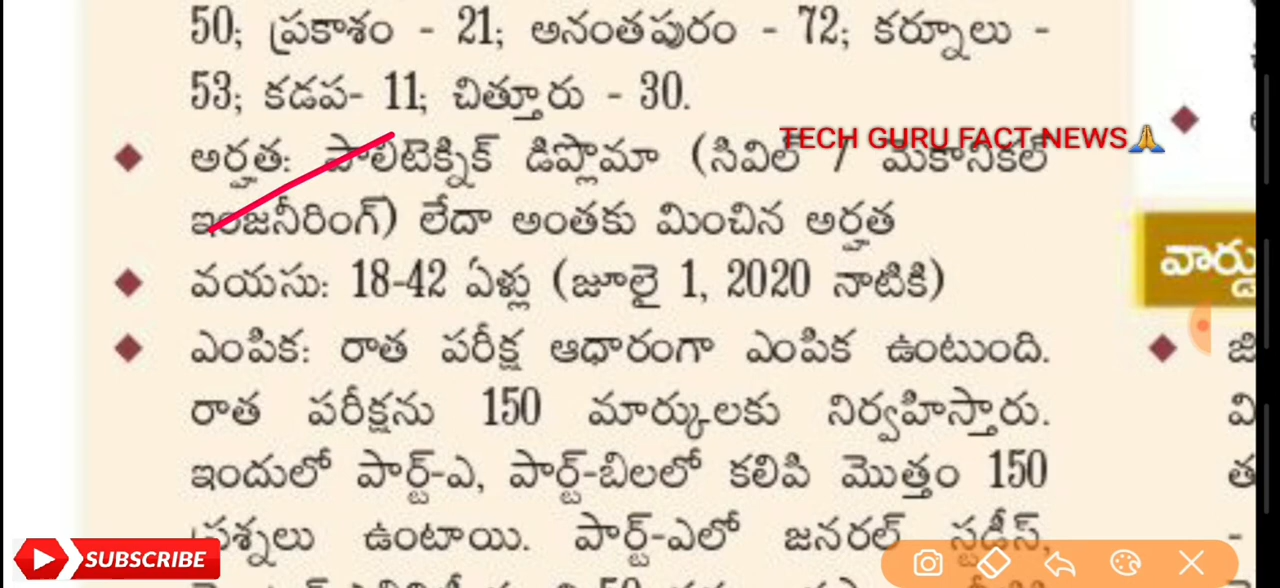 50; ప్రకాశం - 21; అనంతపురం - 72; కర్నూలు -
53; కడప- 11; చిత్తూరు - 30.
TECH GURU FACT NEWS🙏
అర్హత: పాలిటెక్నిక్ డిప్లొమా (సివిల్ / మెకానికల్
ఇంజనీరింగ్) లేదా అంతకు మించిన అర్హత
వయసు: 18-42 ఏళ్లు (జూలై 1, 2020 నాటికి)
వార్డు
ఎంపిక: రాత పరీక్ష ఆధారంగా ఎంపిక ఉంటుంది.
రాత పరీక్షను 150 మార్కులకు నిర్వహిస్తారు.
ఇందులో పార్ట్-ఎ, పార్ట్-బిలలో కలిపి మొత్తం 150
ప్రశ్నలు ఉంటాయి. పార్ట్-ఎలో జనరల్ స్టడీస్,
SUBSCRIBE